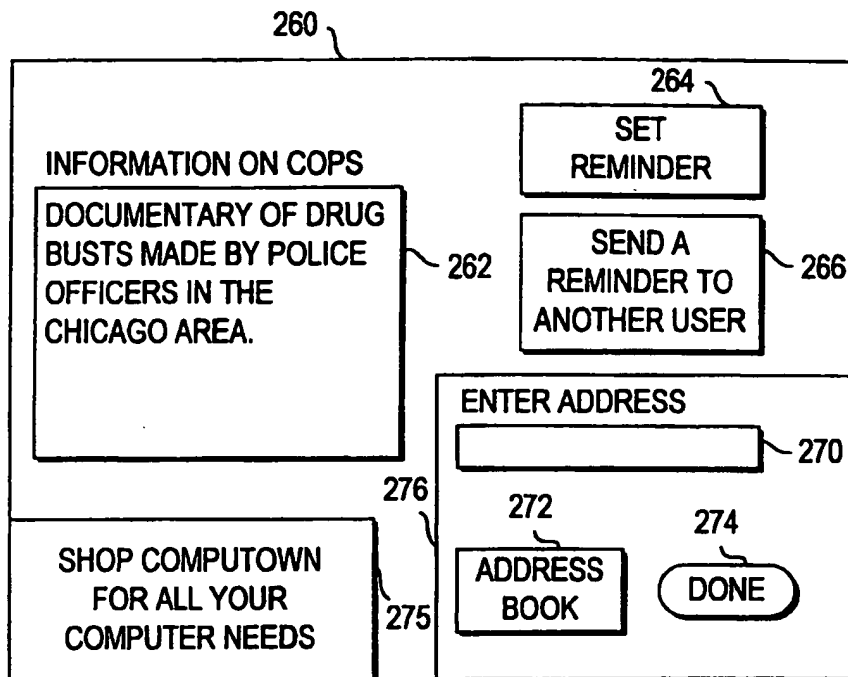 260
264
SET
REMINDER
INFORMATION ON COPS
DOCUMENTARY OF DRUG
BUSTS MADE BY POLICE
OFFICERS IN THE
CHICAGO AREA.
262
SEND A
REMINDER TO
ANOTHER USER
266
ENTER ADDRESS
270
276
272
274
ADDRESS
BOOK
DONE
SHOP COMPUTOWN
FOR ALL YOUR
COMPUTER NEEDS
275